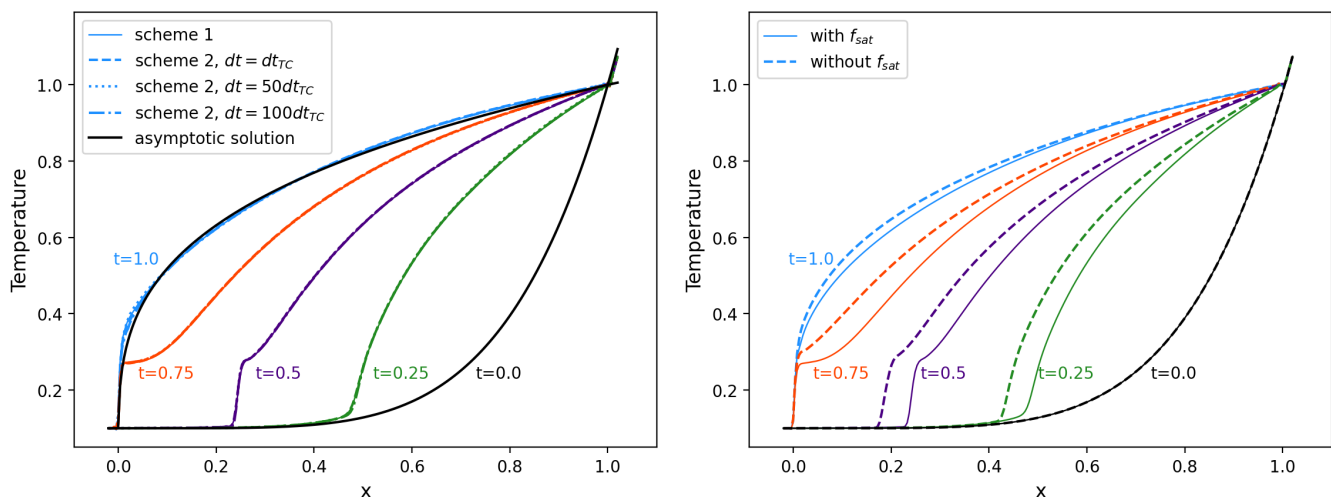 scheme 1
scheme 2, dt = dt_TC
scheme 2, dt = 50dt_TC
scheme 2, dt = 100dt_TC
asymptotic solution
1.0
0.8
0.6
0.4
0.2
Temperature
t=1.0
t=0.75
t=0.5
t=0.25
t=0.0
0.0
0.2
0.4
0.6
0.8
1.0
x
with f_sat
without f_sat
1.0
0.8
0.6
0.4
0.2
Temperature
t=1.0
t=0.75
t=0.5
t=0.25
t=0.0
0.0
0.2
0.4
0.6
0.8
1.0
x